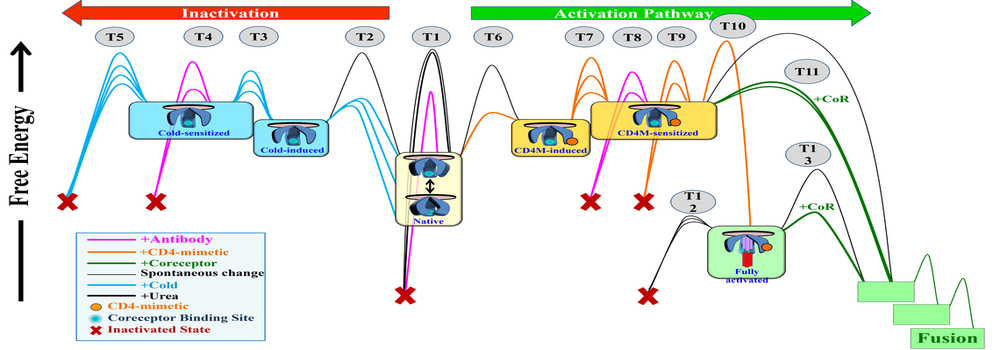 Inactivation
Activation Pathway
T5
T4
T3
T2
T1
T6
T7
T8
T9
T10
T11
+CoR
Free Energy
Cold-sensitized
Cold-induced
CD4M-induced
CD4M-sensitized
Native
T1
3
T1
2
+CoR
Fully
activated
+Antibody
+CD4-mimetic
+Coreceptor
Spontaneous change
+Cold
+Urea
CD4-mimetic
Coreceptor Binding Site
Inactivated State
Fusion